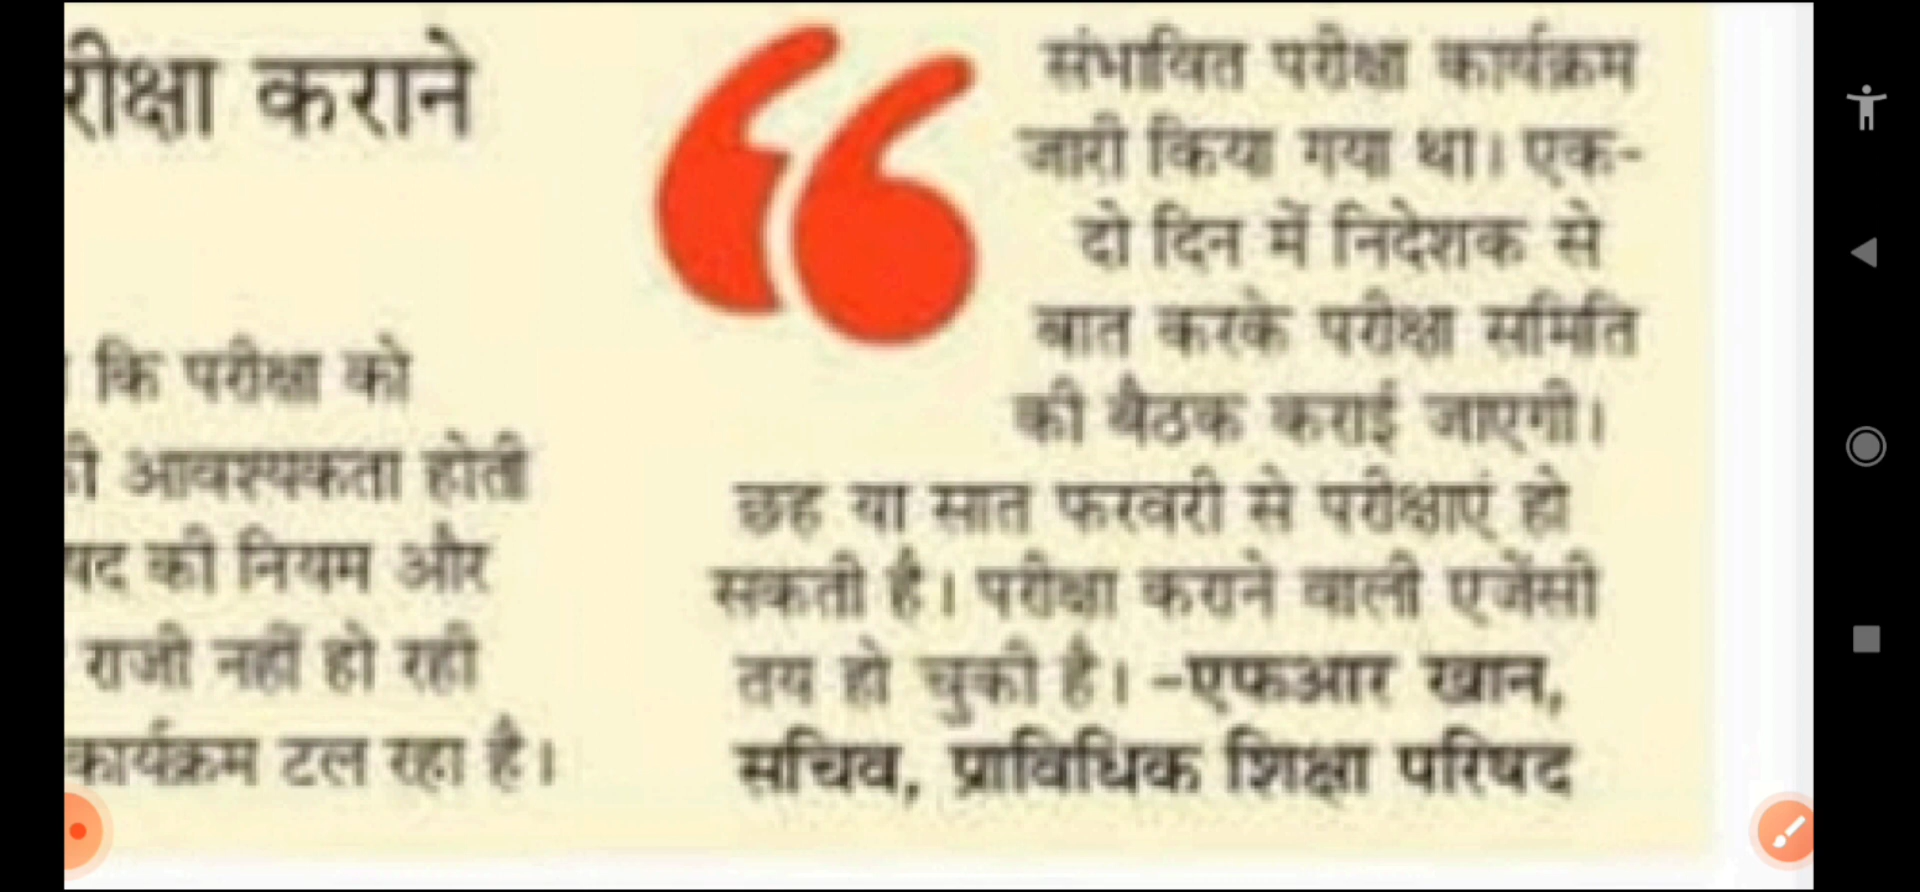 रीक्षा कराने
कि परीक्षा को
की आवश्यकता होती
षद की नियम और
राजी नहीं हो रही
कार्यक्रम टल रहा है।
संभावित परीक्षा कार्यक्रम
जारी किया गया था। एक-
दो दिन में निदेशक से
बात करके परीक्षा समिति
की बैठक कराई जाएगी।
छह या सात फरवरी से परीक्षाएं हो
सकती है। परीक्षा कराने वाली एजेंसी
तय हो चुकी है। -एफआर खान,
सचिव, प्राविधिक शिक्षा परिषद